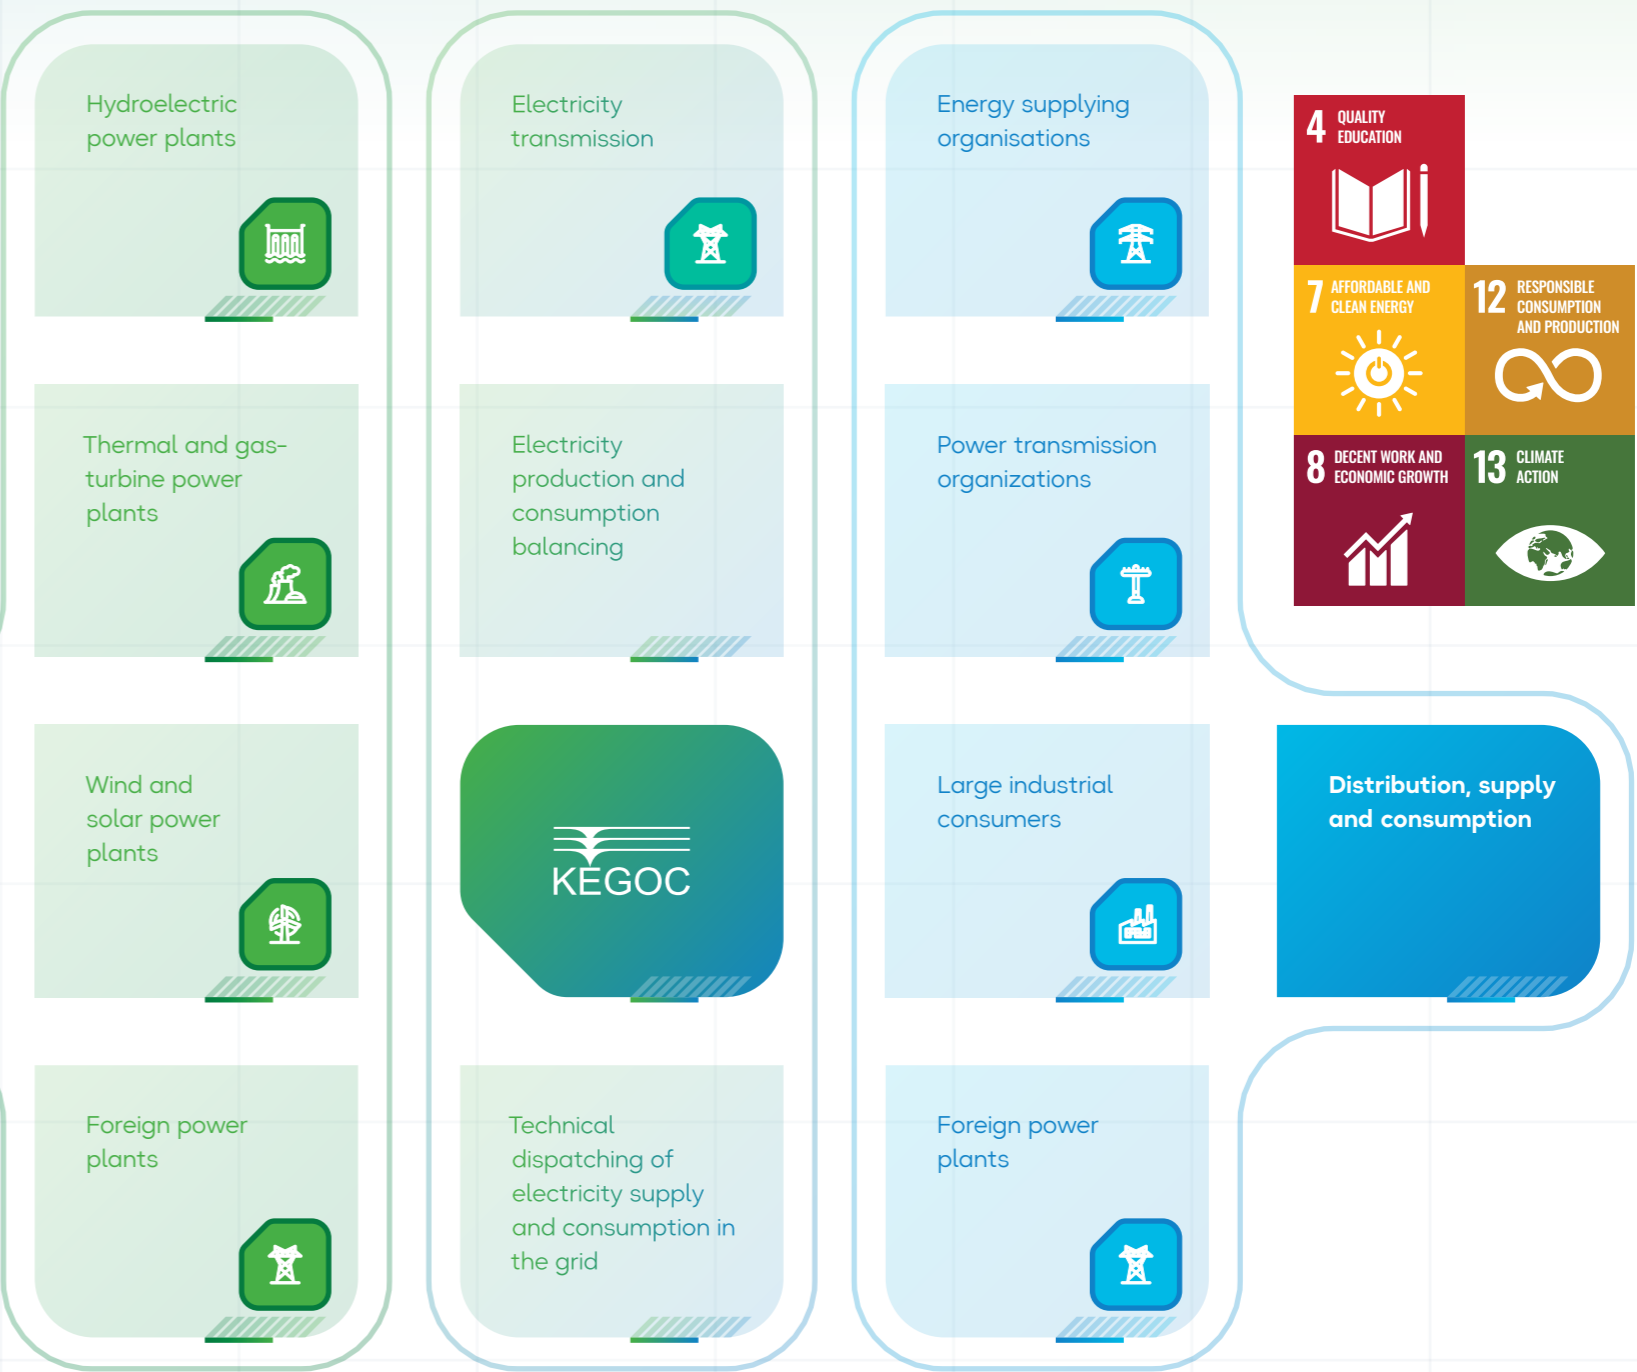 Hydroelectric
power plants
Thermal and gas-
turbine power
plants
Wind and
solar power
plants
Foreign power
plants
Electricity
transmission
Electricity
production and
consumption
balancing
KEGOC
Technical
dispatching of
electricity supply
and consumption in
the grid
Energy supplying
organisations
Power transmission
organizations
Large industrial
consumers
Foreign power
plants
Distribution, supply
and consumption
4 QUALITY
EDUCATION
7 AFFORDABLE AND
CLEAN ENERGY
12 RESPONSIBLE
CONSUMPTION
AND PRODUCTION
8 DECENT WORK AND
ECONOMIC GROWTH
13 CLIMATE
ACTION